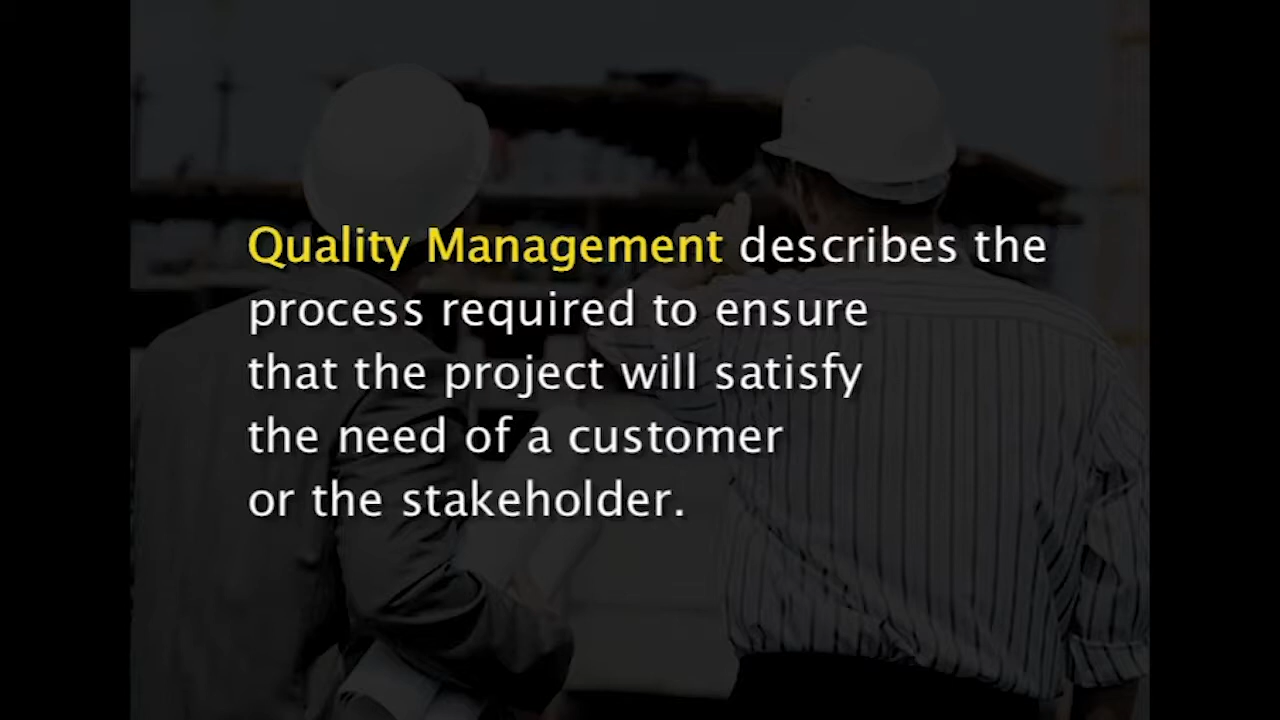 Quality Management describes the
process required to ensure
that the project will satisfy
the need of a customer
or the stakeholder.